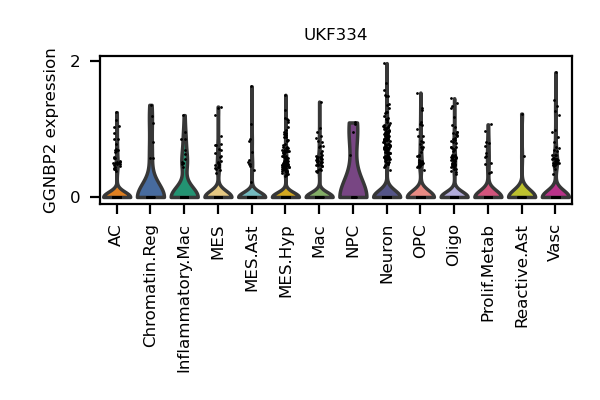 UKF334
GGNBP2 expression
2
0
AC
Chromatin.Reg
Inflammatory.Mac
MES
MES.Ast
MES.Hyp
Mac
NPC
Neuron
OPC
Oligo
Prolif.Metab
Reactive.Ast
Vasc